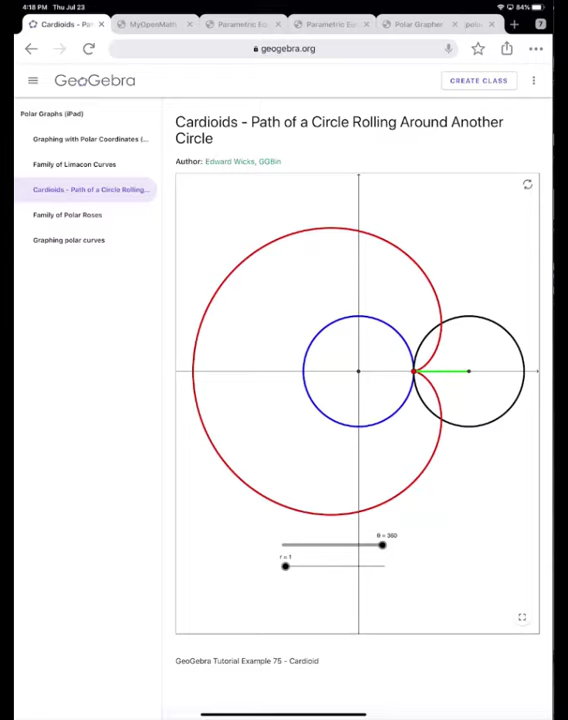 4:18 PM Thu Jul 23
84%
Cardioids - Pa
MyOpenMath
Parametric Eq
Parametric Eq
Polar Grapher
geogebra.org
7
GeoGebra
CREATE CLASS
Polar Graphs (iPad)
Graphing with Polar Coordinates (...
Family of Limacon Curves
Cardioids - Path of a Circle Rolling...
Family of Polar Roses
Graphing polar curves
Cardioids - Path of a Circle Rolling Around Another
Circle
Author: Edward Wicks, GGBin
θ = 360
r = 1
GeoGebra Tutorial Example 75 - Cardioid